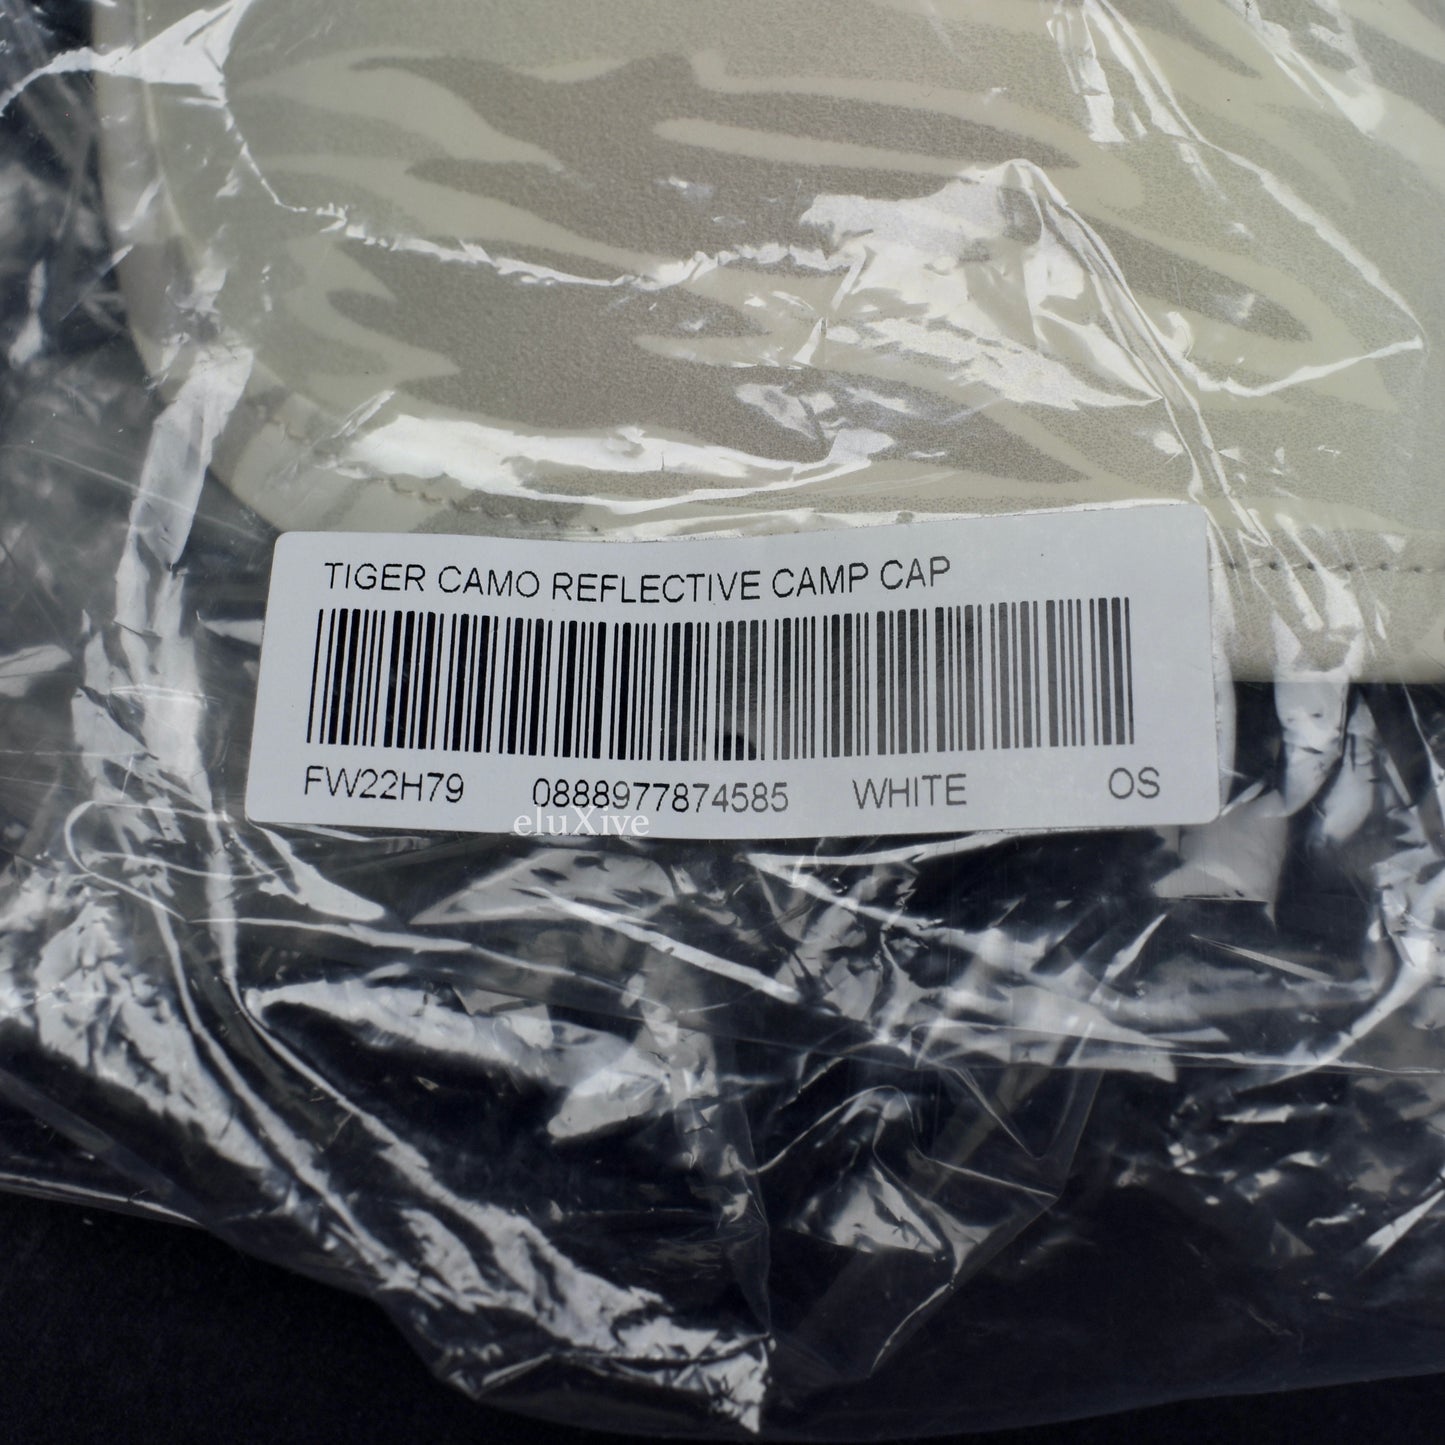 TIGER CAMO REFLECTIVE CAMP CAP
FW22H79 0888977874585 WHITE OS
eluXive